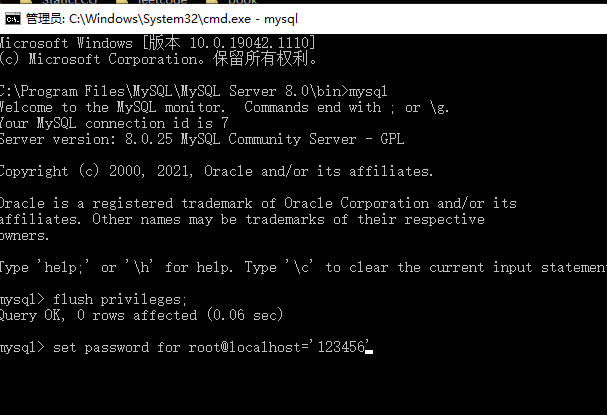 管理员: C:\Windows\System32\cmd.exe - mysql
Microsoft Windows [版本 10.0.19042.1110]
(c) Microsoft Corporation。保留所有权利。
C:\Program Files\MySQL\MySQL Server 8.0\bin>mysql
Welcome to the MySQL monitor.  Commands end with ; or \g.
Your MySQL connection id is 7
Server version: 8.0.25 MySQL Community Server - GPL
Copyright (c) 2000, 2021, Oracle and/or its affiliates.
Oracle is a registered trademark of Oracle Corporation and/or its
affiliates. Other names may be trademarks of their respective
owners.
Type 'help;' or '\h' for help. Type '\c' to clear the current input statemen
mysql> flush privileges;
Query OK, 0 rows affected (0.06 sec)
mysql> set password for root@localhost='123456'